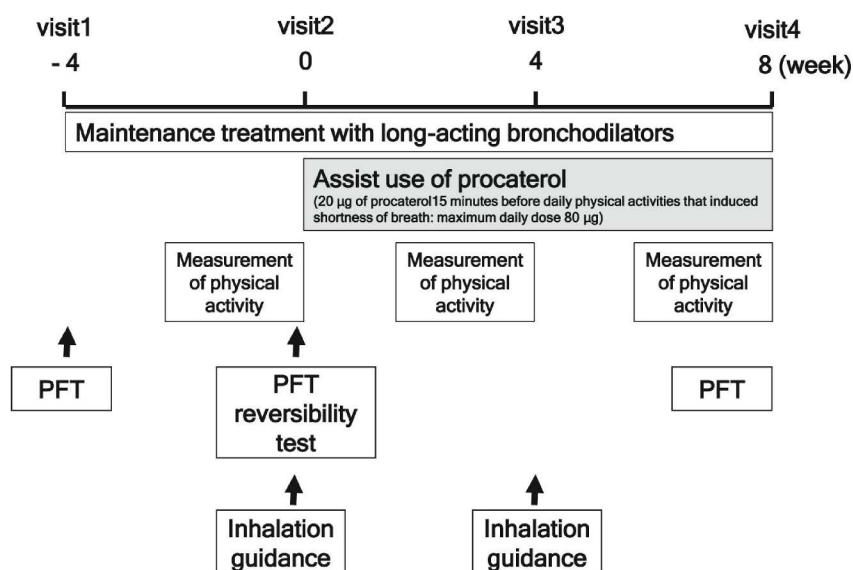 visit1 visit2 visit3 visit4
- 4 0 4 8 (week)
Maintenance treatment with long-acting bronchodilators
Assist use of procaterol
(20 µg of procaterol15 minutes before daily physical activities that induced
shortness of breath: maximum daily dose 80 µg)
Measurement
of physical
activity
Measurement
of physical
activity
Measurement
of physical
activity
PFT
PFT
reversibility
test
PFT
Inhalation
guidance
Inhalation
guidance